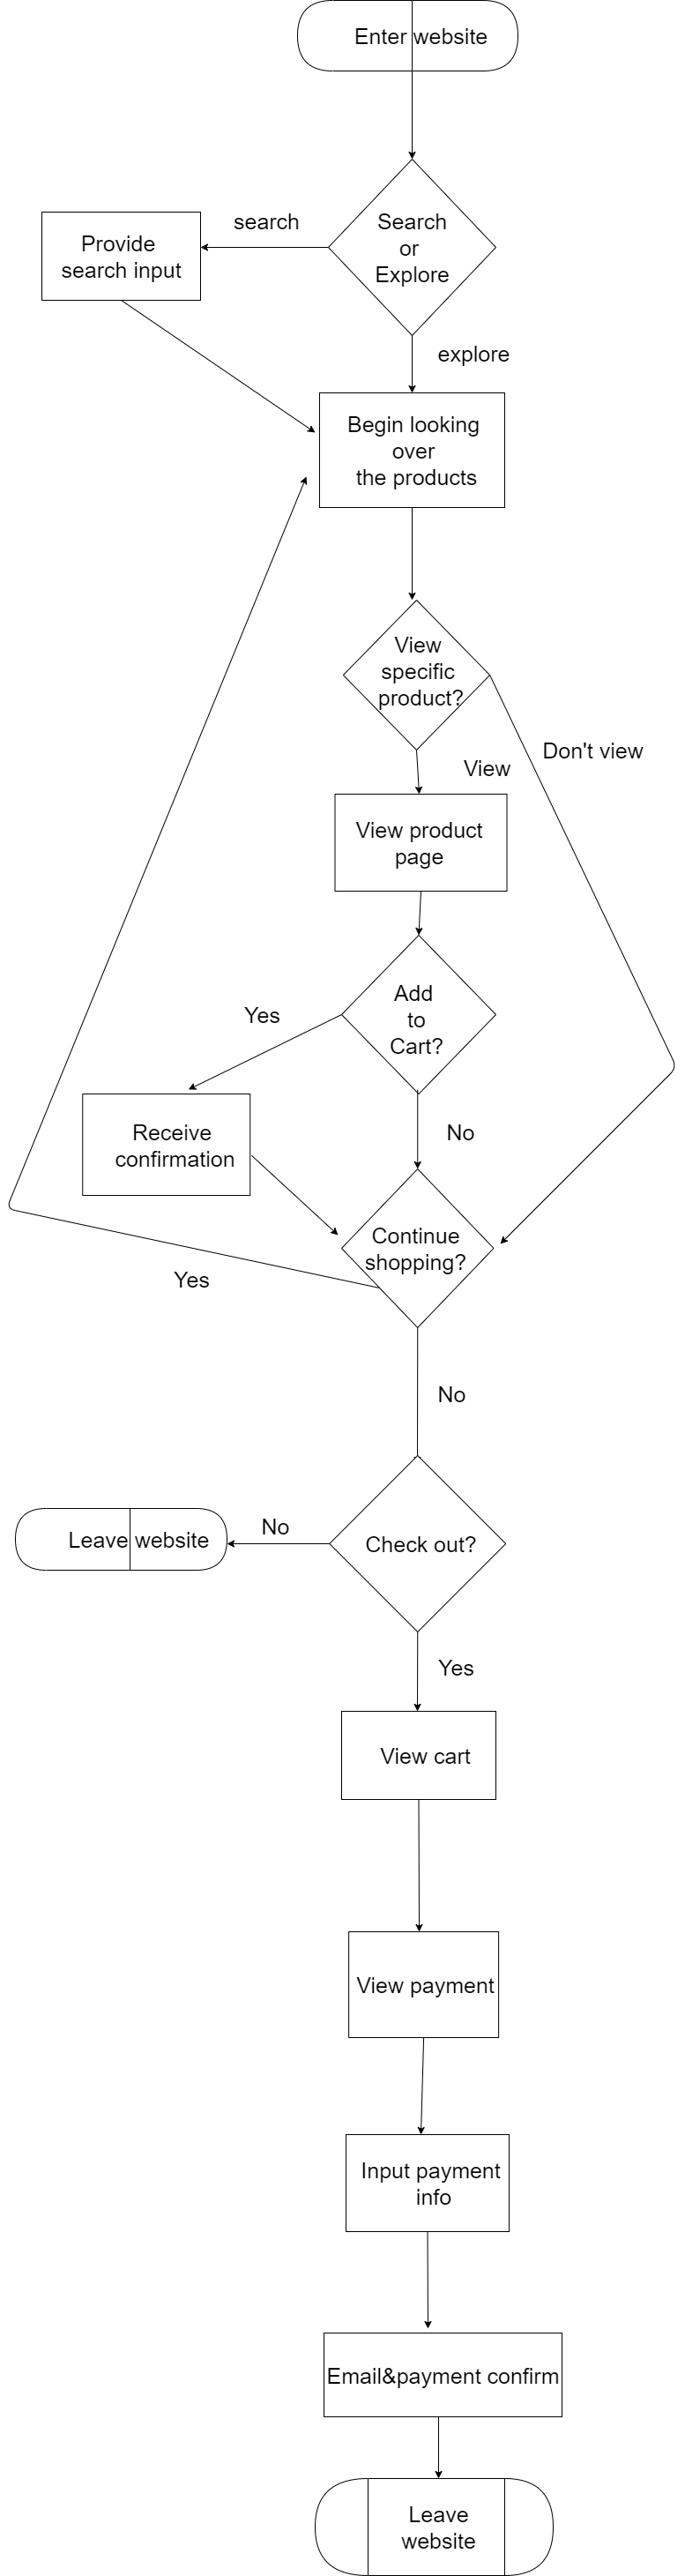 Enter website
search
Search
or
Explore
Provide
search input
explore
Begin looking
over
the products
View
specific
product?
Don't view
View
View product
page
Add
to
Cart?
Yes
Receive
confirmation
No
Continue
shopping?
Yes
No
Leave website
No
Check out?
Yes
View cart
View payment
Input payment
info
Email&payment confirm
Leave
website